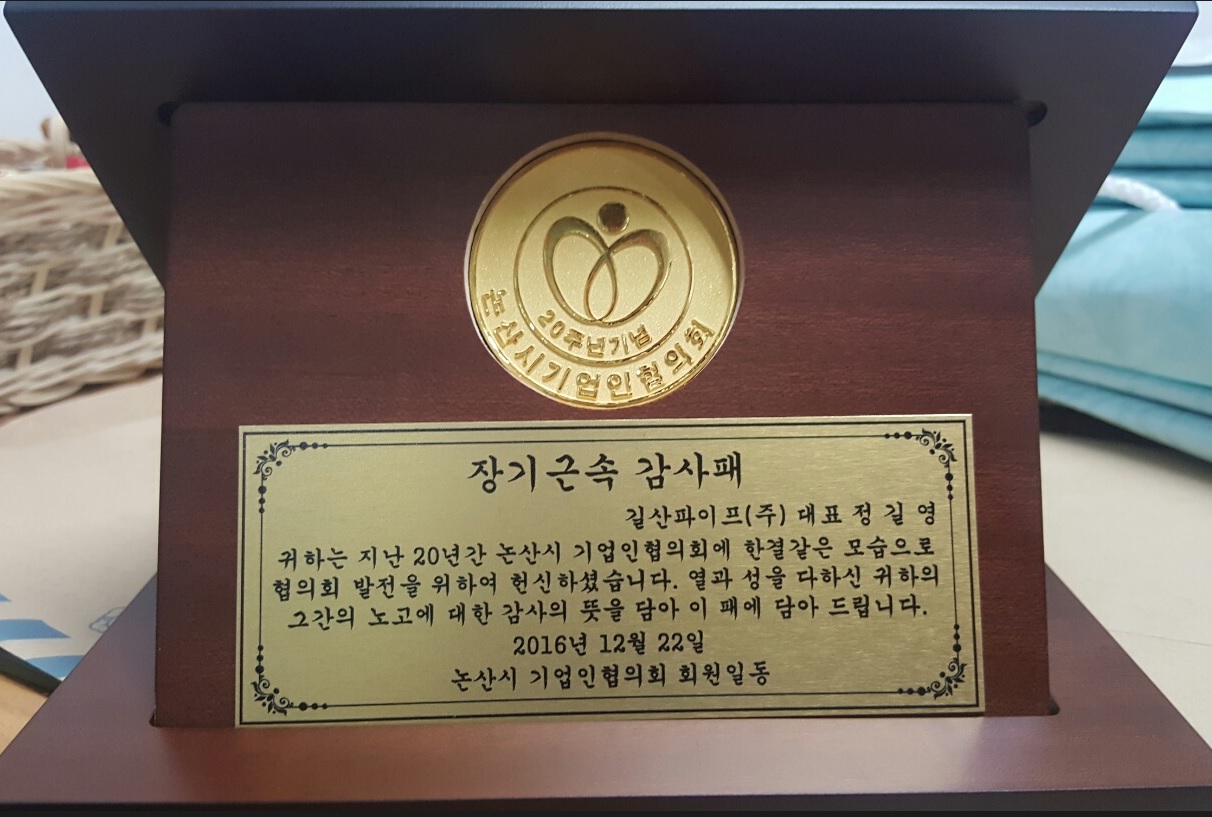 20주년기념
논산시기업인협의회
장기근속 감사패
길산파이프(주) 대표 정 길 영
귀하는 지난 20년간 논산시 기업인협의회에 한결같은 모습으로
협의회 발전을 위하여 헌신하셨습니다. 열과 성을 다하신 귀하의
그간의 노고에 대한 감사의 뜻을 담아 이 패에 담아 드립니다.
2016년 12월 22일
논산시 기업인협의회 회원일동